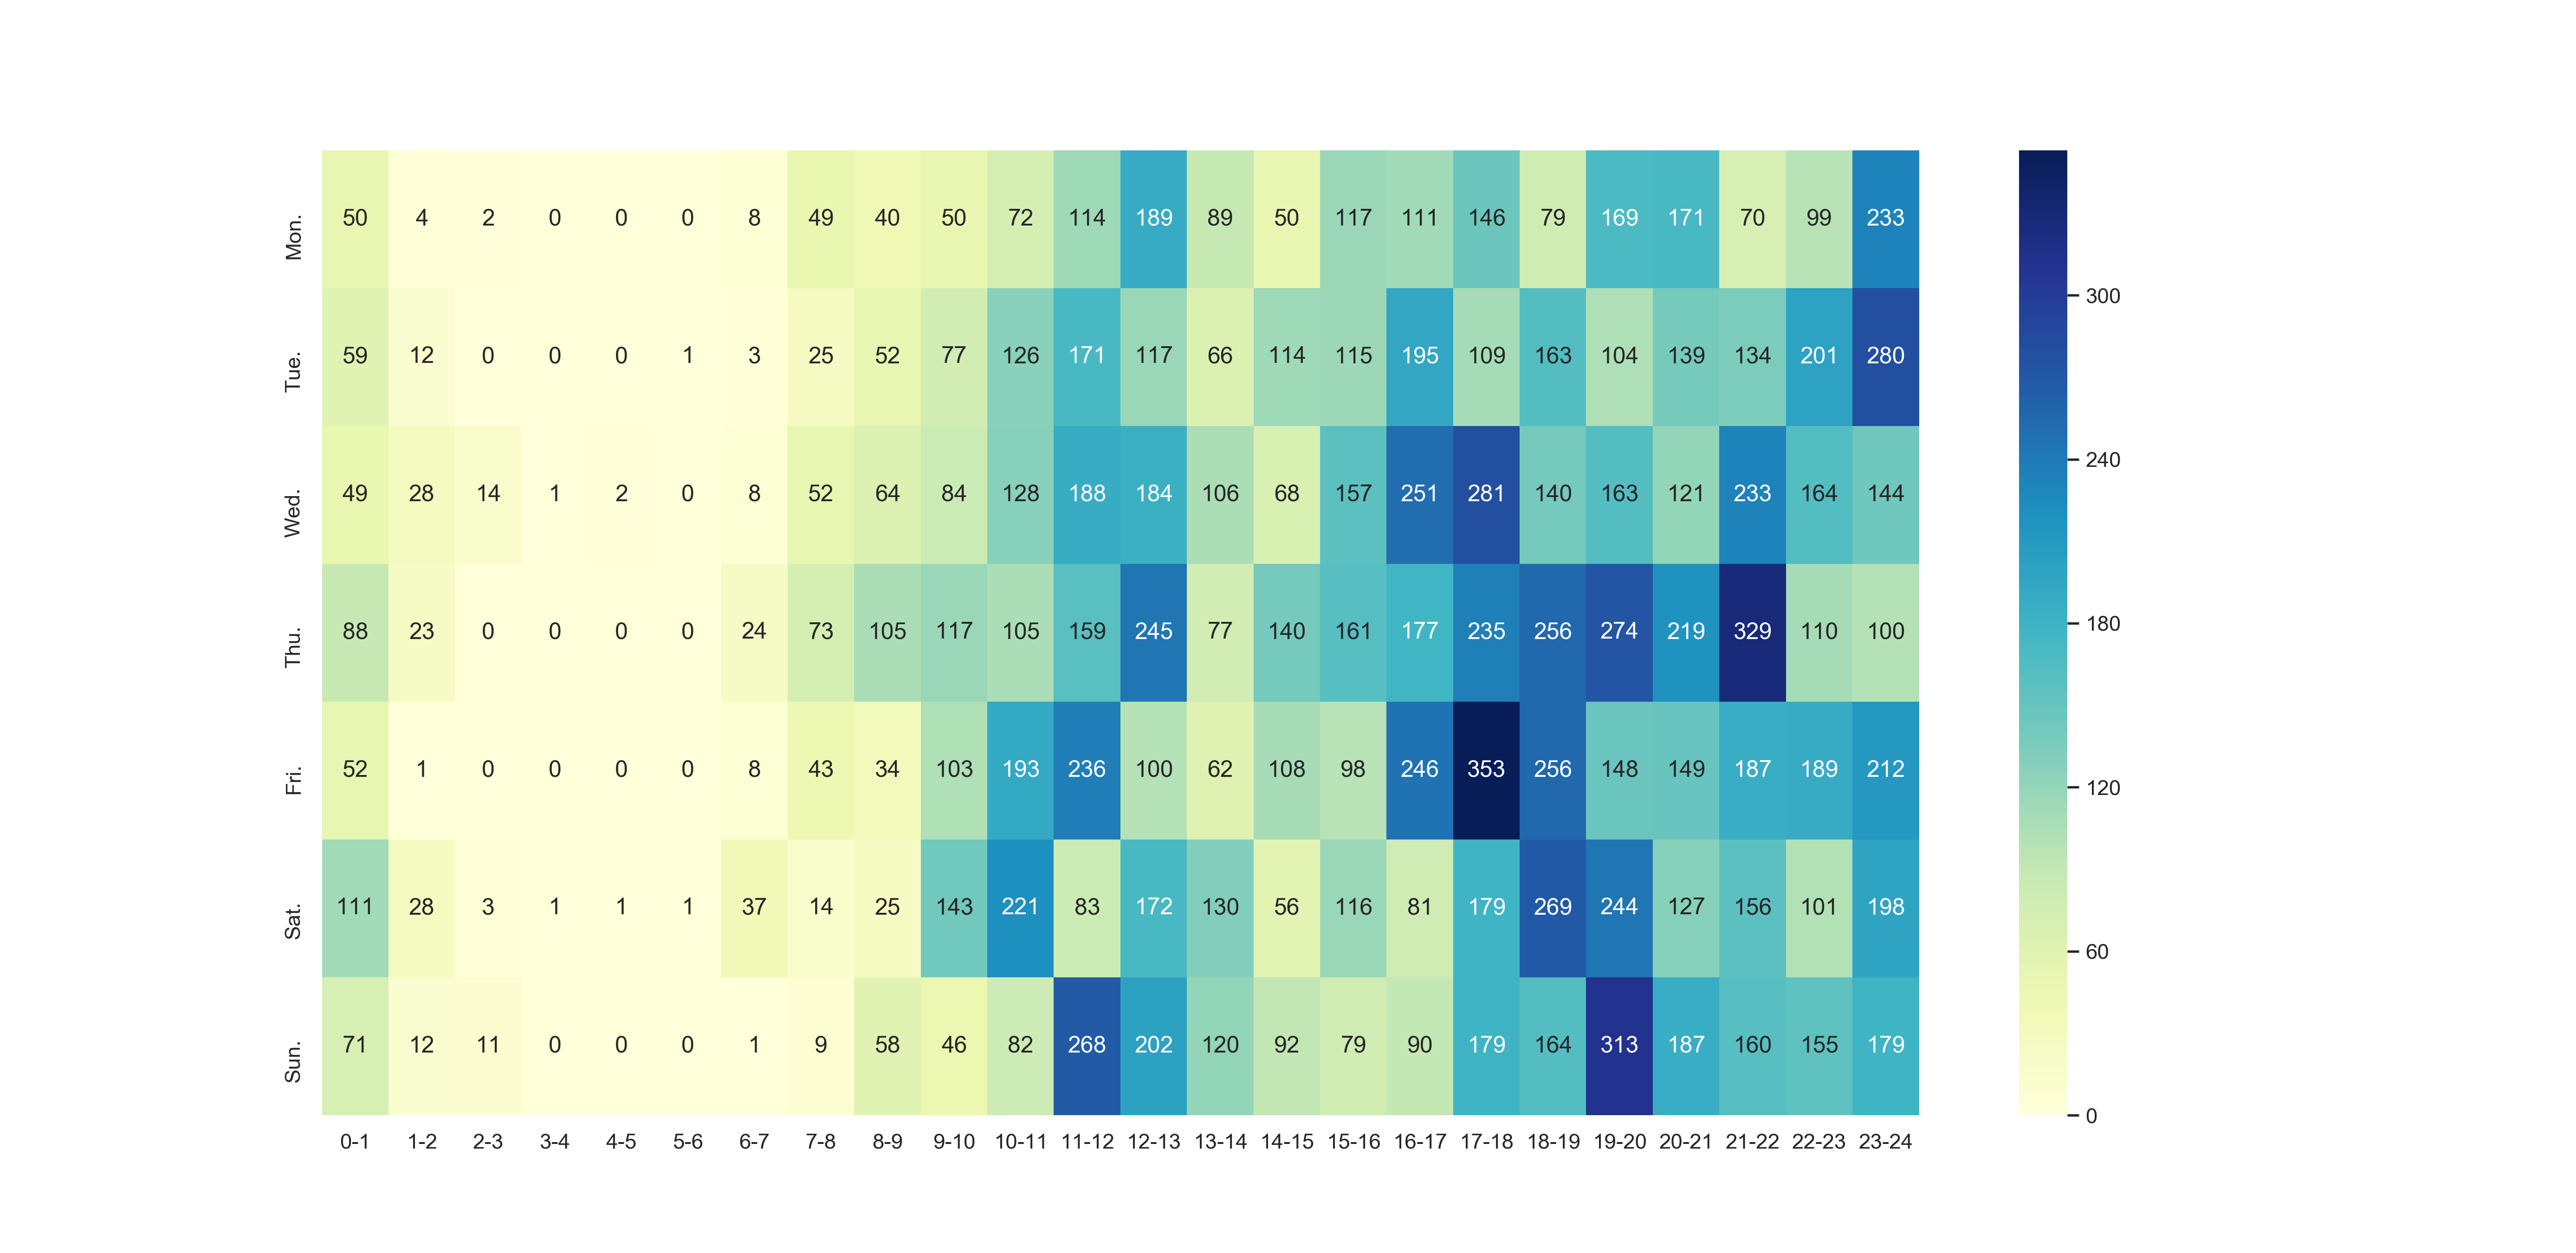 Mon. 50 4 2 0 0 0 8 49 40 50 72 114 189 89 50 117 111 146 79 169 171 70 99 233
Tue. 59 12 0 0 0 1 3 25 52 77 126 171 117 66 114 115 195 109 163 104 139 134 201 280
Wed. 49 28 14 1 2 0 8 52 64 84 128 188 184 106 68 157 251 281 140 163 121 233 164 144
Thu. 88 23 0 0 0 0 24 73 105 117 105 159 245 77 140 161 177 235 256 274 219 329 110 100
Fri. 52 1 0 0 0 0 8 43 34 103 193 236 100 62 108 98 246 353 256 148 149 187 189 212
Sat. 111 28 3 1 1 1 37 14 25 143 221 83 172 130 56 116 81 179 269 244 127 156 101 198
Sun. 71 12 11 0 0 0 1 9 58 46 82 268 202 120 92 79 90 179 164 313 187 160 155 179
0-1 1-2 2-3 3-4 4-5 5-6 6-7 7-8 8-9 9-10 10-11 11-12 12-13 13-14 14-15 15-16 16-17 17-18 18-19 19-20 20-21 21-22 22-23 23-24
300
240
180
120
60
0